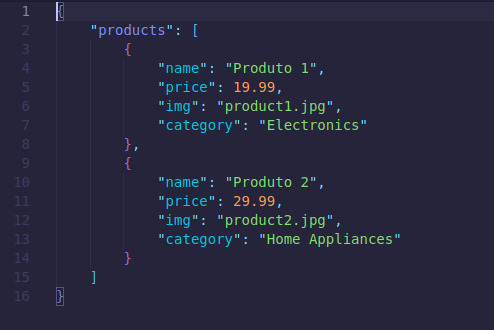 1 {
2     "products": [
3         {
4             "name": "Produto 1",
5             "price": 19.99,
6             "img": "product1.jpg",
7             "category": "Electronics"
8         },
9         {
10             "name": "Produto 2",
11             "price": 29.99,
12             "img": "product2.jpg",
13             "category": "Home Appliances"
14         }
15     ]
16 }